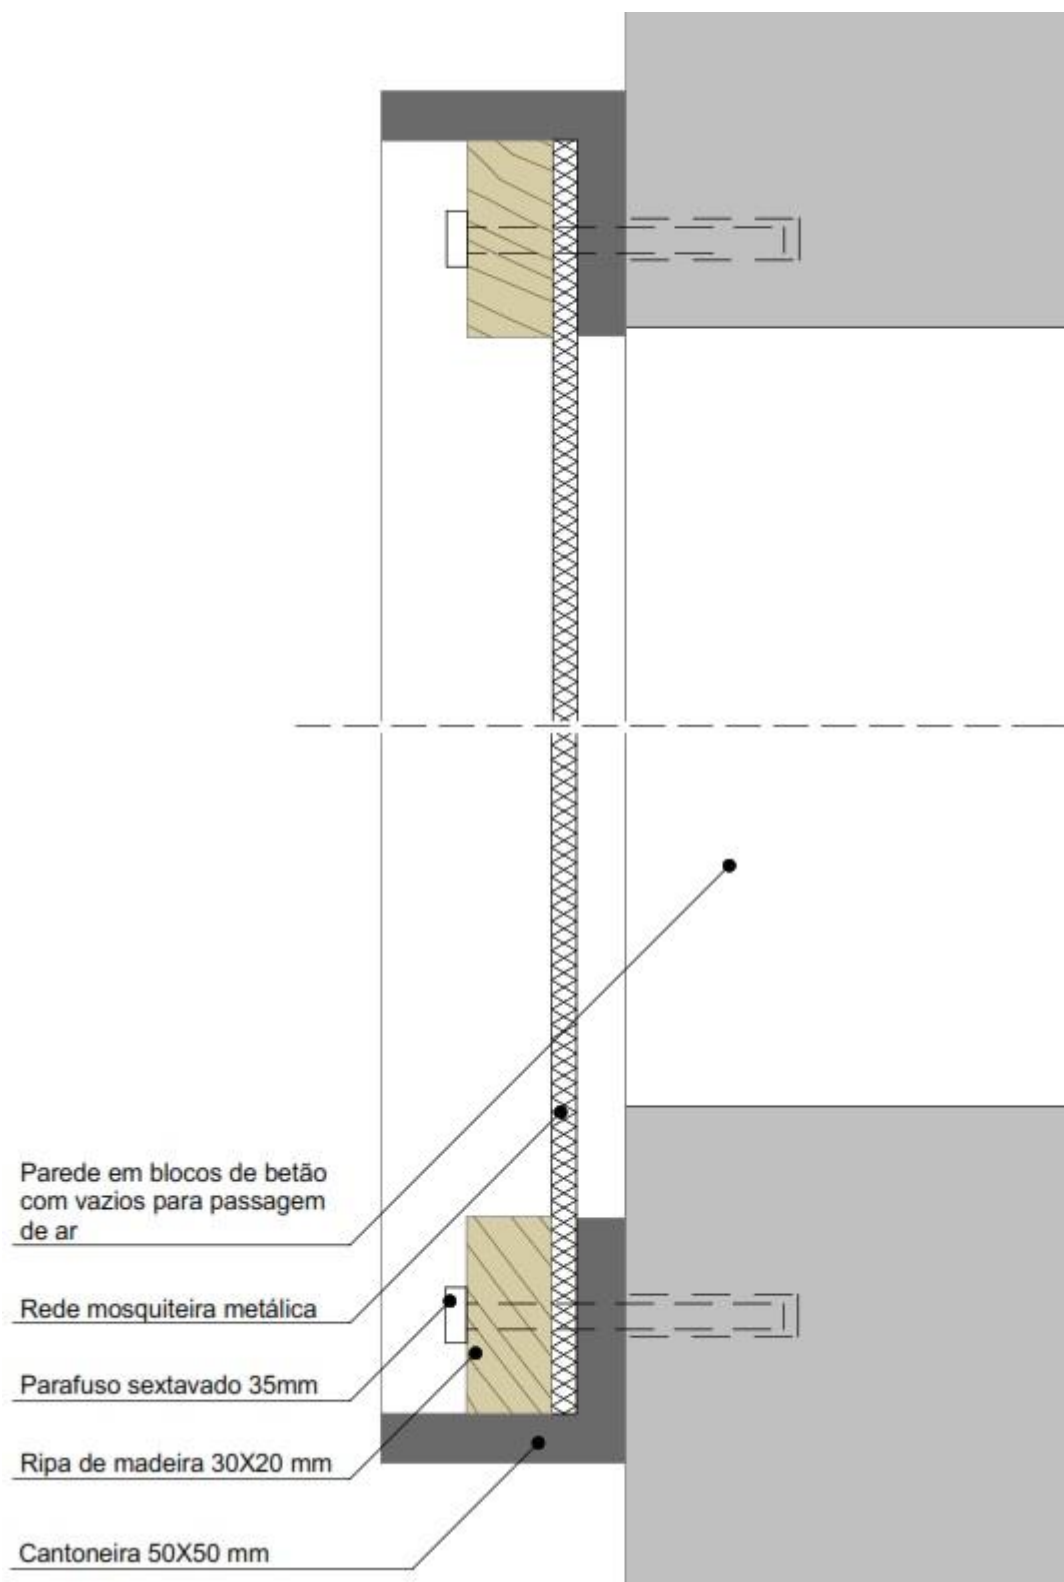 Parede em blocos de betão
com vazios para passagem
de ar
Rede mosquiteira metálica
Parafuso sextavado 35mm
Ripa de madeira 30X20 mm
Cantoneira 50X50 mm